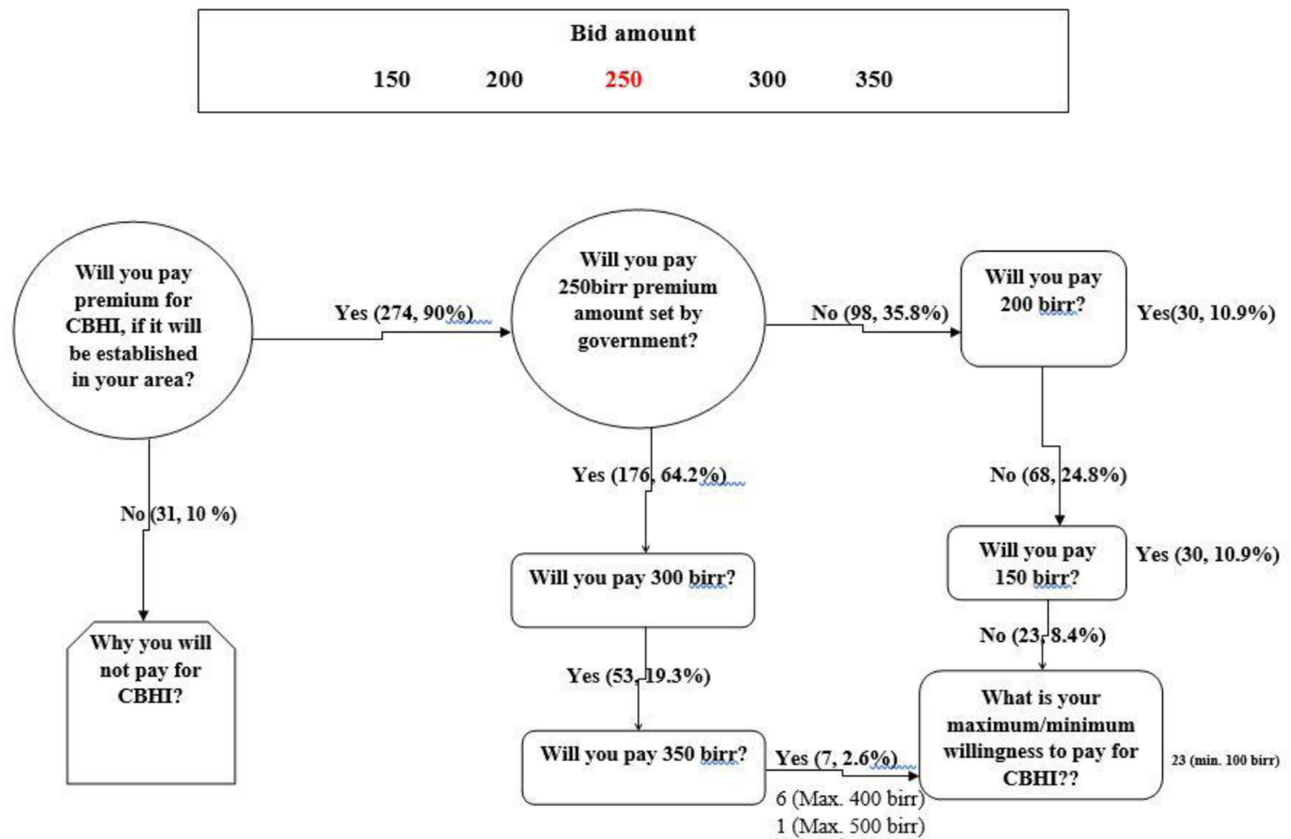 Bid amount
150 200 250 300 350
Will you pay
premium for
CBHI, if it will
be established
in your area?
Yes (274, 90%)
Will you pay
250birr premium
amount set by
government?
No (98, 35.8%)
Will you pay
200 birr?
Yes(30, 10.9%)
No (31, 10 %)
Yes (176, 64.2%)
No (68, 24.8%)
Why you will
not pay for
CBHI?
Will you pay 300 birr?
Will you pay
150 birr?
Yes (30, 10.9%)
Yes (53, 19.3%)
No (23, 8.4%)
Will you pay 350 birr?
Yes (7, 2.6%)
6 (Max. 400 birr)
1 (Max. 500 birr)
What is your
maximum/minimum
willingness to pay for
CBHI??
23 (min. 100 birr)